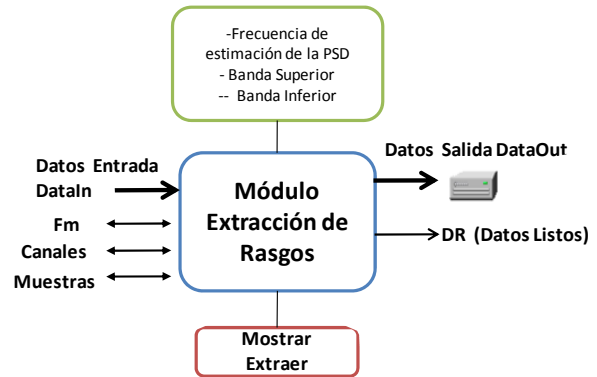 -Frecuencia de
estimación de la PSD
- Banda Superior
-- Banda Inferior
Datos Entrada
DataIn
Fm
Canales
Muestras
Módulo
Extracción de
Rasgos
Datos Salida DataOut
DR (Datos Listos)
Mostrar
Extraer